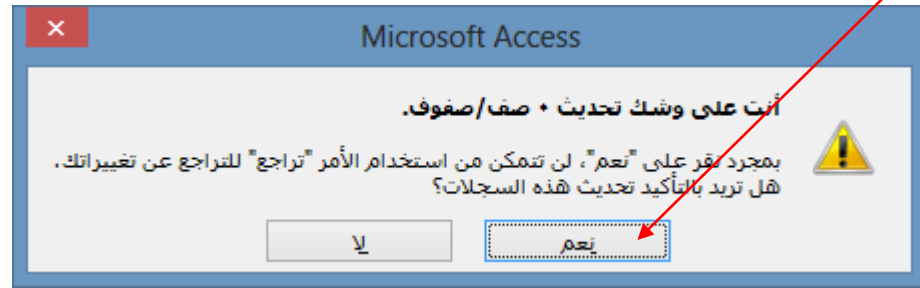 Microsoft Access
أنت على وشك تحديث ٠ صف/صفوف.
بمجرد نقر على "نعم"، لن تتمكن من استخدام الأمر "تراجع" للتراجع عن تغييراتك.
هل تريد بالتأكيد تحديث هذه السجلات؟
نعم
لا